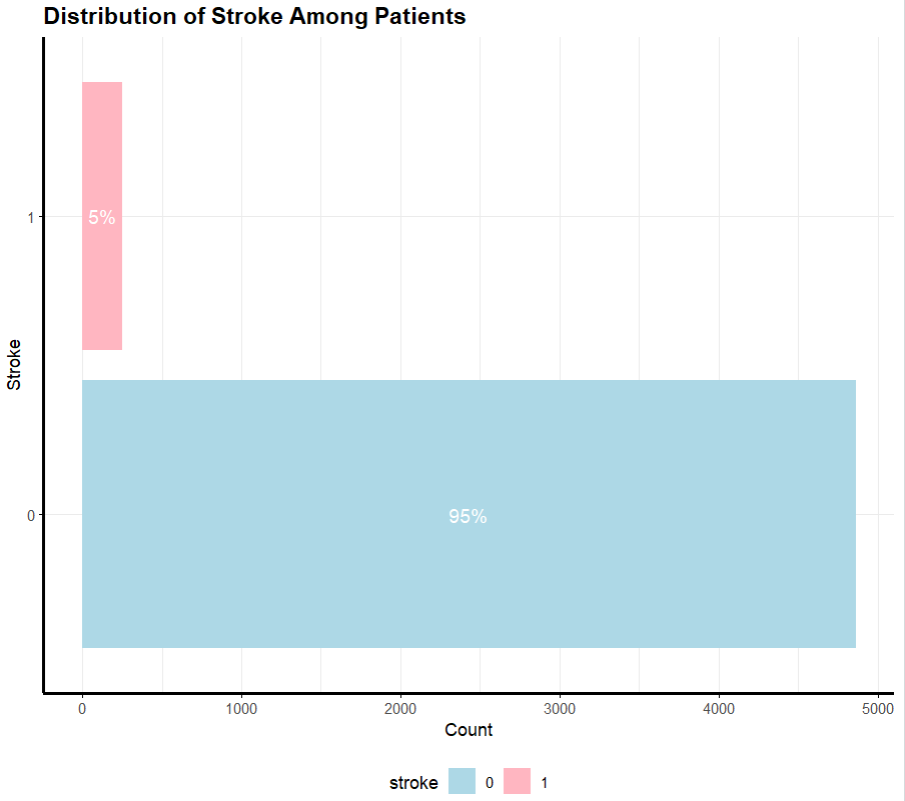 Distribution of Stroke Among Patients
1
5%
Stroke
0
95%
0 1000 2000 3000 4000 5000
Count
stroke 0 1